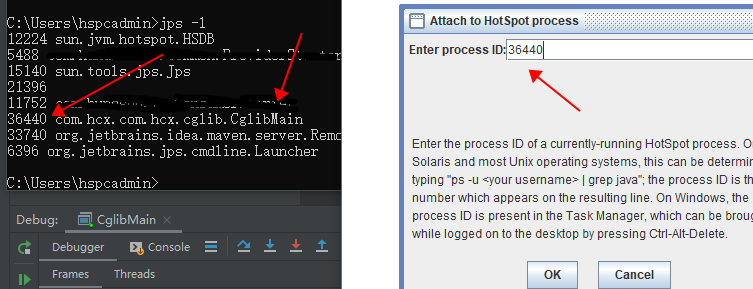 C:\Users\hspcadmin>jps -l
12224 sun.jvm.hotspot.HSDB
5488
15140 sun.tools.jps.Jps
21396
11752
36440 com.hcx.com.hcx.cglib.CglibMain
33740 org.jetbrains.idea.maven.server.Remo
6396 org.jetbrains.jps.cmdline.Launcher
C:\Users\hspcadmin>
Debug: CglibMain ×
Debugger Console
Frames Threads
Attach to HotSpot process
Enter process ID: 36440
Enter the process ID of a currently-running HotSpot process. O
Solaris and most Unix operating systems, this can be determin
typing "ps -u <your username> | grep java"; the process ID is th
number which appears on the resulting line. On Windows, the
process ID is present in the Task Manager, which can be broug
while logged on to the desktop by pressing Ctrl-Alt-Delete.
OK Cancel